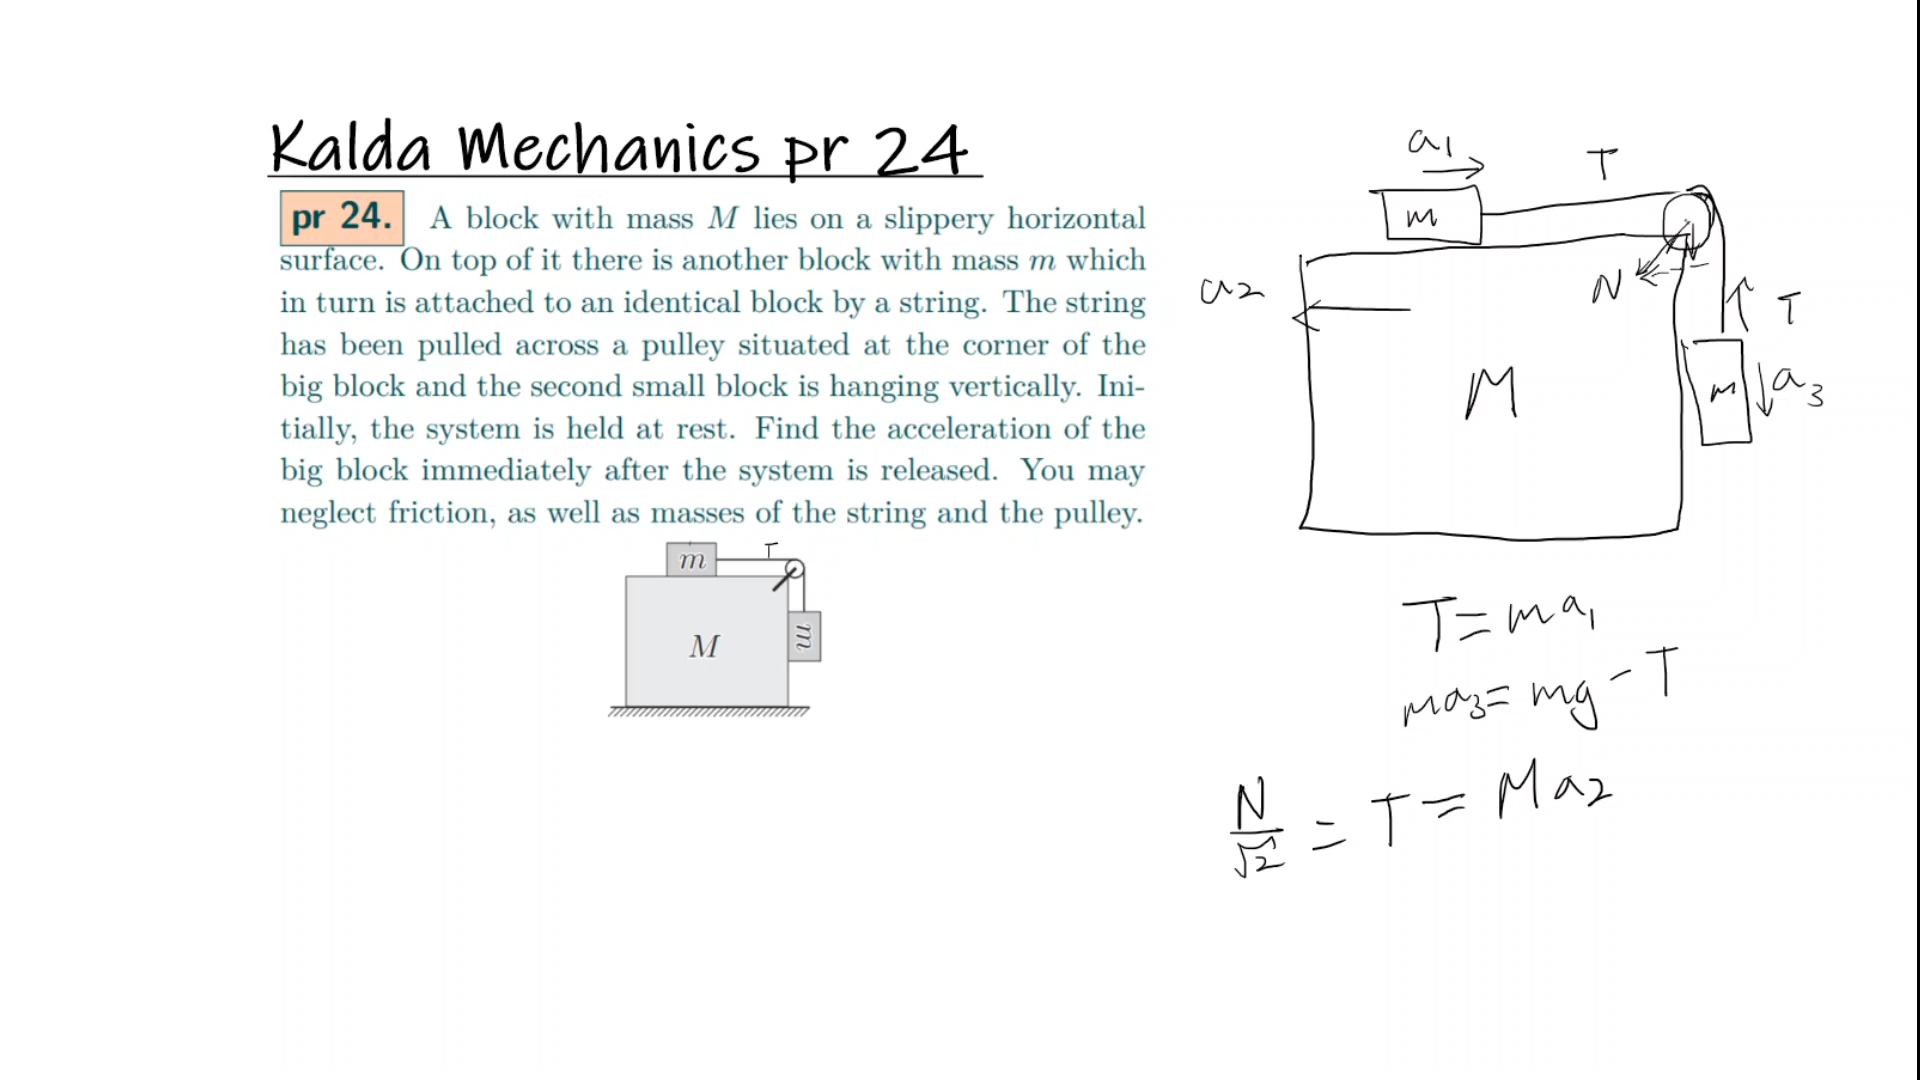 Kalda Mechanics pr 24
pr 24. A block with mass M lies on a slippery horizontal
surface. On top of it there is another block with mass m which
in turn is attached to an identical block by a string. The string
has been pulled across a pulley situated at the corner of the
big block and the second small block is hanging vertically. Ini-
tially, the system is held at rest. Find the acceleration of the
big block immediately after the system is released. You may
neglect friction, as well as masses of the string and the pulley.
T
m
M
m
a1
T
m
N
a2
T
M
m
a3
T = ma1
ma3 = mg - T
N/√2 = T = Ma2